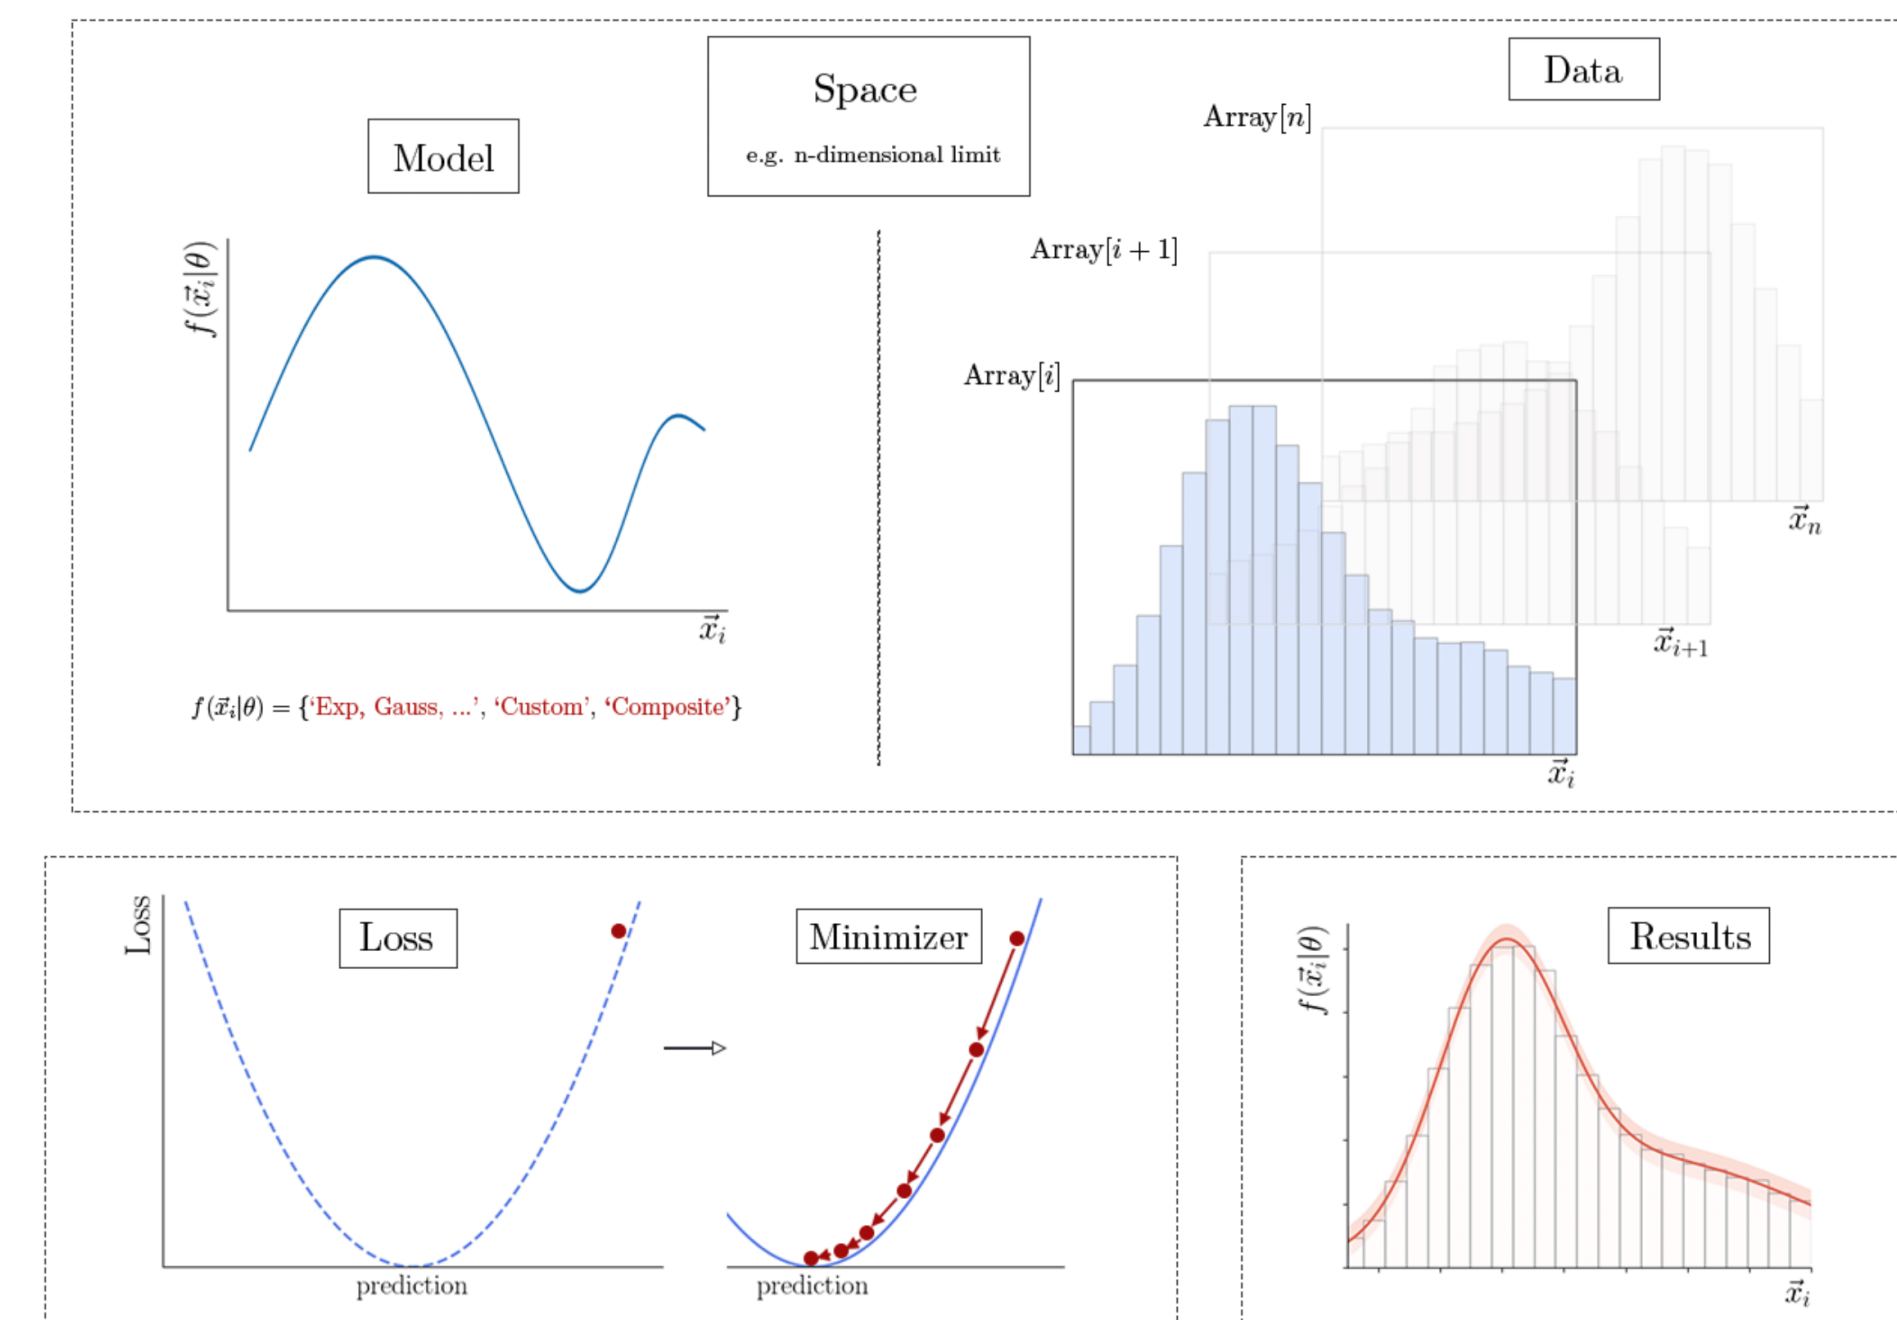 Space
e.g. n-dimensional limit
Model
f(x⃗ᵢ|θ)
x⃗ᵢ
f(x⃗ᵢ|θ) = {‘Exp, Gauss, ...’, ‘Custom’, ‘Composite’}
Data
Array[n]
x⃗ₙ
Array[i + 1]
x⃗ᵢ₊₁
Array[i]
x⃗ᵢ
Loss
Loss
prediction
Minimizer
prediction
Results
f(x⃗ᵢ|θ)
x⃗ᵢ